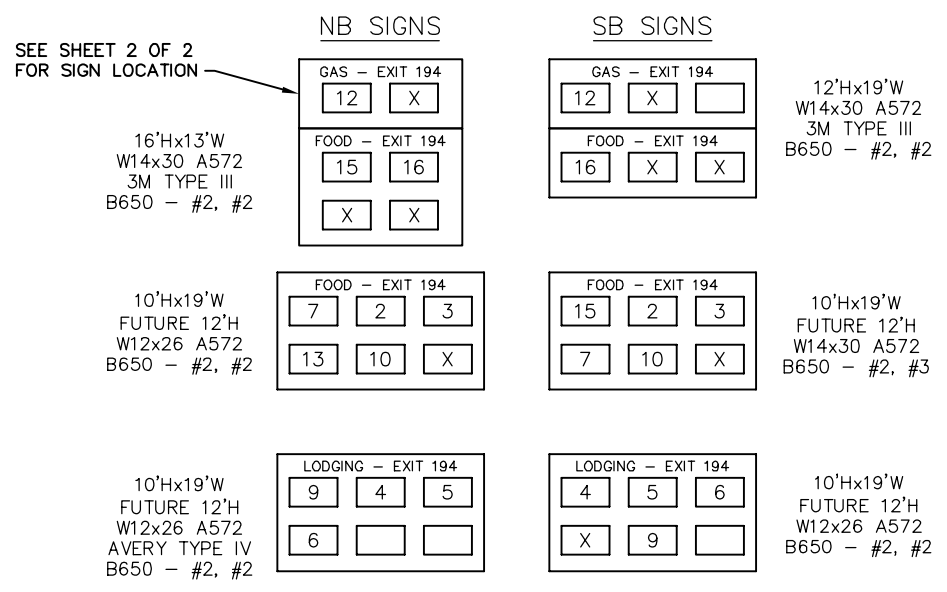 NB SIGNS
SB SIGNS
SEE SHEET 2 OF 2
FOR SIGN LOCATION
16'Hx13'W
W14x30 A572
3M TYPE III
B650 – #2, #2
GAS – EXIT 194
12 X
FOOD – EXIT 194
15 16
X X
GAS – EXIT 194
12 X
FOOD – EXIT 194
16 X X
12'Hx19'W
W14x30 A572
3M TYPE III
B650 – #2, #2
10'Hx19'W
FUTURE 12'H
W12x26 A572
B650 – #2, #2
FOOD – EXIT 194
7 2 3
13 10 X
FOOD – EXIT 194
15 2 3
7 10 X
10'Hx19'W
FUTURE 12'H
W14x30 A572
B650 – #2, #3
10'Hx19'W
FUTURE 12'H
W12x26 A572
AVERY TYPE IV
B650 – #2, #2
LODGING – EXIT 194
9 4 5
6
LODGING – EXIT 194
4 5 6
X 9
10'Hx19'W
FUTURE 12'H
W12x26 A572
B650 – #2, #2